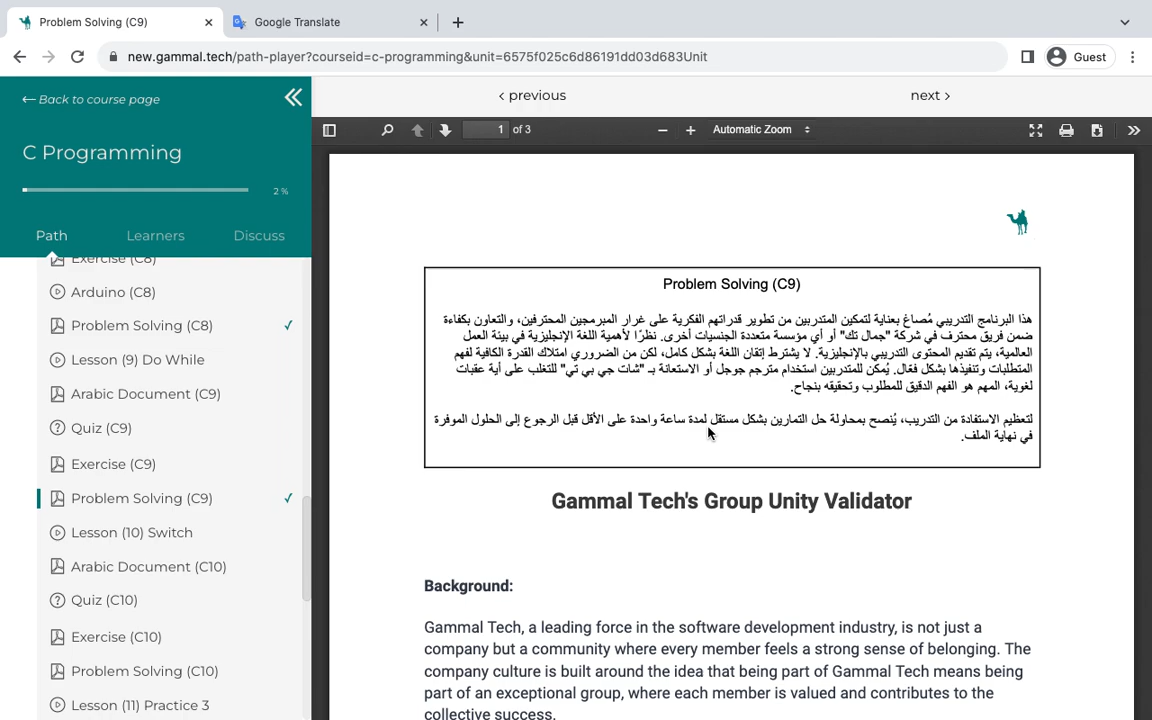 Problem Solving (C9)
Google Translate
new.gammal.tech/path-player?courseid=c-programming&unit=6575f025c6d86191dd03d683Unit
Guest
Back to course page
C Programming
2 %
Path
Learners
Discuss
Exercise (C8)
Arduino (C8)
Problem Solving (C8)
Lesson (9) Do While
Arabic Document (C9)
Quiz (C9)
Exercise (C9)
Problem Solving (C9)
Lesson (10) Switch
Arabic Document (C10)
Quiz (C10)
Exercise (C10)
Problem Solving (C10)
Lesson (11) Practice 3
‹ previous
next ›
1 of 3
Automatic Zoom
Problem Solving (C9)
هذا البرنامج التدريبي مُصاغ بعناية لتمكين المتدربين من تطوير قدراتهم الفكرية على غرار المبرمجين المحترفين، والتعاون بكفاءة
ضمن فريق محترف في شركة "جمال تك" أو أي مؤسسة متعددة الجنسيات أخرى. نظرًا لأهمية اللغة الإنجليزية في بيئة العمل
العالمية، يتم تقديم المحتوى التدريبي بالإنجليزية. لا يشترط إتقان اللغة بشكل كامل، لكن من الضروري امتلاك القدرة الكافية لفهم
المتطلبات وتنفيذها بشكل فعّال. يُمكن للمتدربين استخدام مترجم جوجل أو الاستعانة بـ "شات جي بي تي" للتغلب على أية عقبات
لغوية، المهم هو الفهم الدقيق للمطلوب وتحقيقه بنجاح.
لتعظيم الاستفادة من التدريب، يُنصح بمحاولة حل التمارين بشكل مستقل لمدة ساعة واحدة على الأقل قبل الرجوع إلى الحلول الموفرة
في نهاية الملف.
Gammal Tech's Group Unity Validator
Background:
Gammal Tech, a leading force in the software development industry, is not just a
company but a community where every member feels a strong sense of belonging. The
company culture is built around the idea that being part of Gammal Tech means being
part of an exceptional group, where each member is valued and contributes to the
collective success.